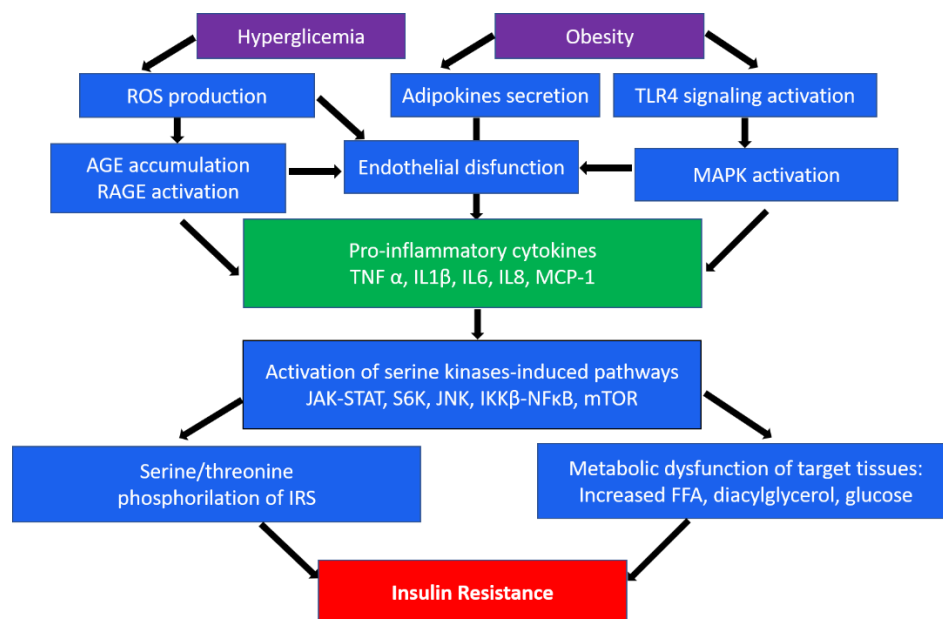 Hyperglicemia
Obesity
ROS production
Adipokines secretion
TLR4 signaling activation
AGE accumulation
RAGE activation
Endothelial disfunction
MAPK activation
Pro-inflammatory cytokines
TNF α, IL1β, IL6, IL8, MCP-1
Activation of serine kinases-induced pathways
JAK-STAT, S6K, JNK, IKKβ-NFκB, mTOR
Serine/threonine
phosphorilation of IRS
Metabolic dysfunction of target tissues:
Increased FFA, diacylglycerol, glucose
Insulin Resistance